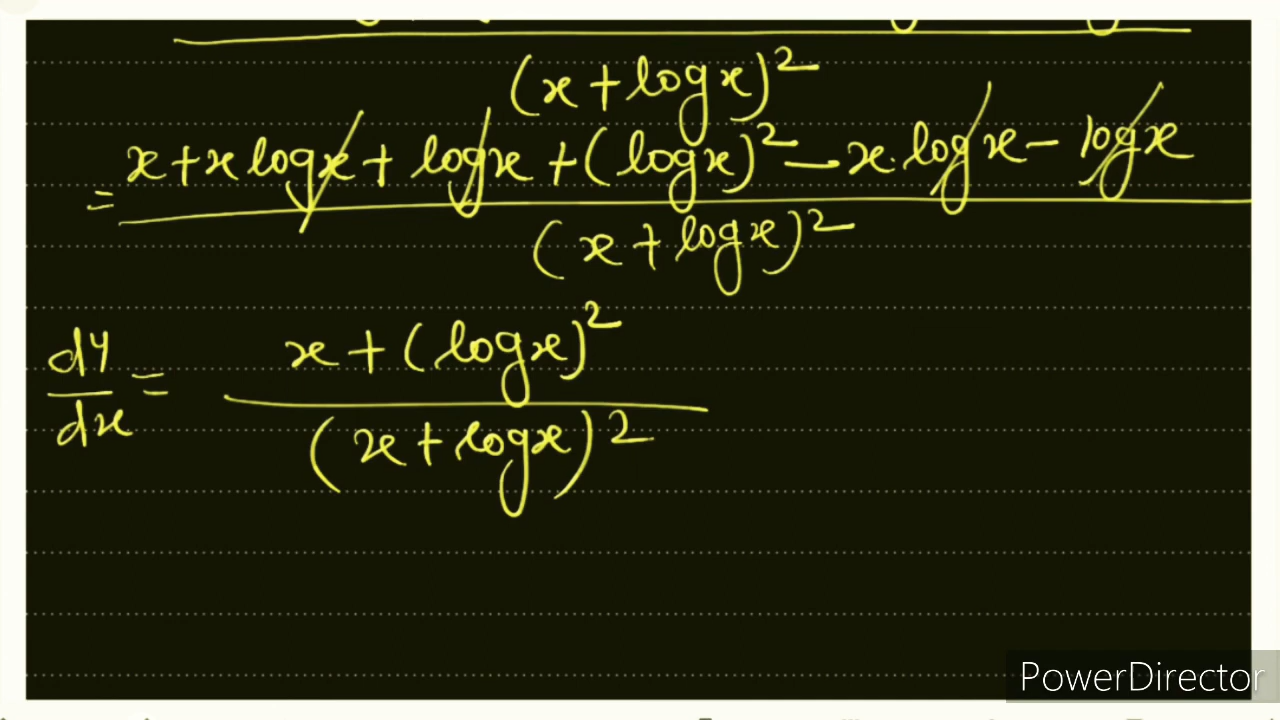 (x + log x)²
= x + x log x + log x + (log x)² - x. log x - log x
(x + log x)²
dy/dx = x + (log x)²
(x + log x)²
PowerDirector